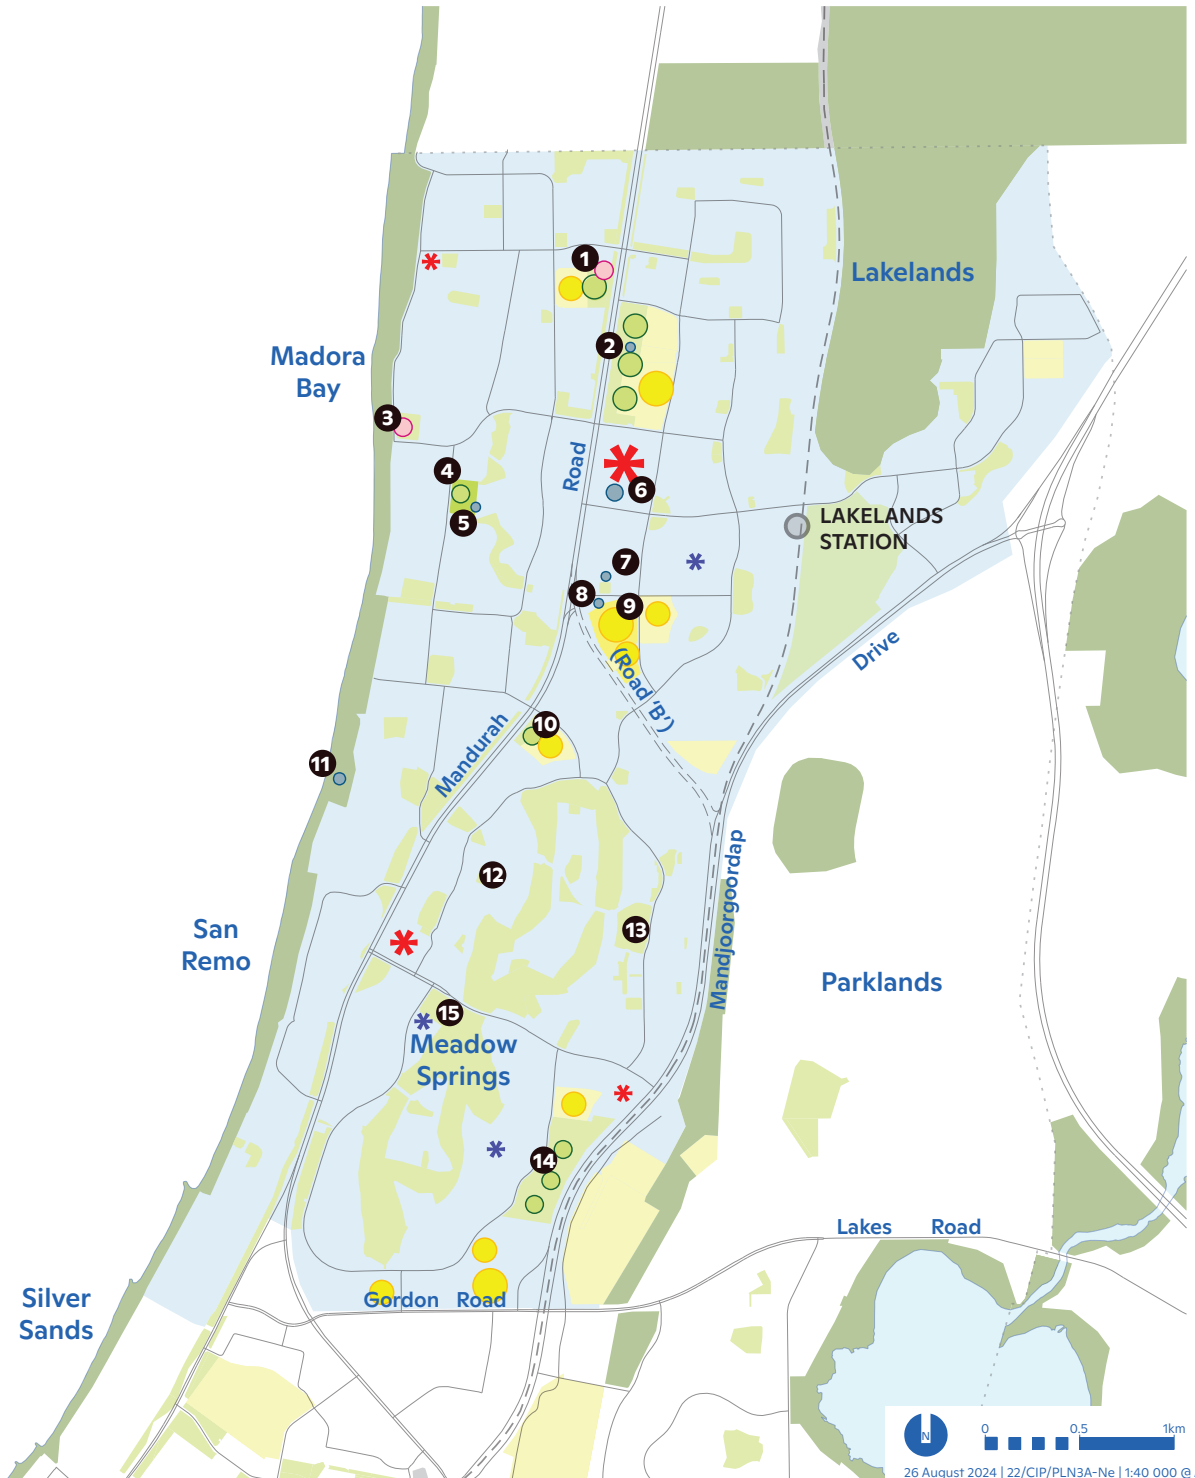 1
Lakelands
2
Madora
Bay
3
Road
4
6
5
LAKELANDS
STATION
7
8
9
(Road ‘B’)
Drive
10
Mandurah
11
Mandjoorgoordap
12
13
San
Remo
Parklands
15
Meadow
Springs
14
Lakes Road
Silver
Sands
Gordon Road
N
0 0.5 1km
26 August 2024 | 22/CIP/PLN3A-Ne | 1:40 000 @